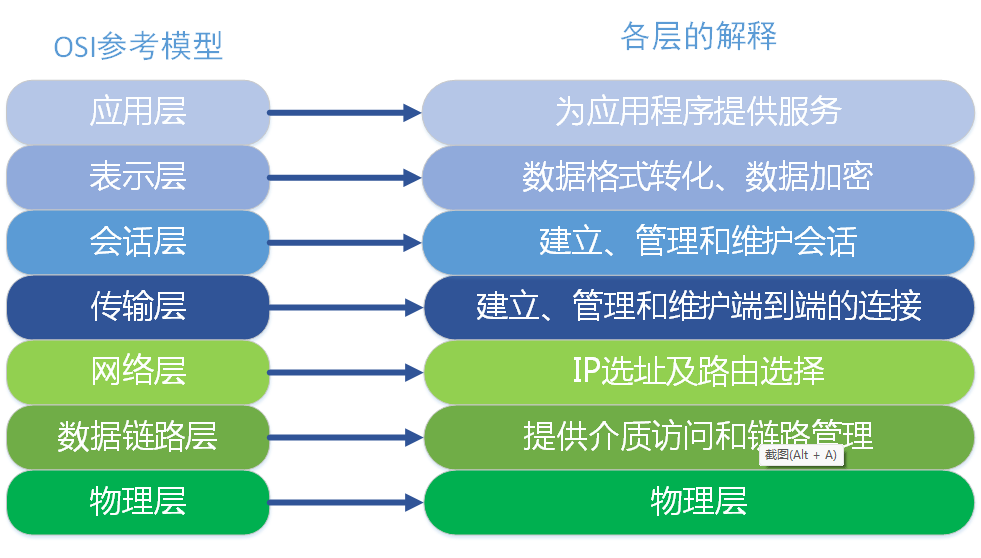 OSI参考模型
各层的解释
应用层
为应用程序提供服务
表示层
数据格式转化、数据加密
会话层
建立、管理和维护会话
传输层
建立、管理和维护端到端的连接
网络层
IP选址及路由选择
数据链路层
提供介质访问和链路管理
截图(Alt + A)
物理层
物理层